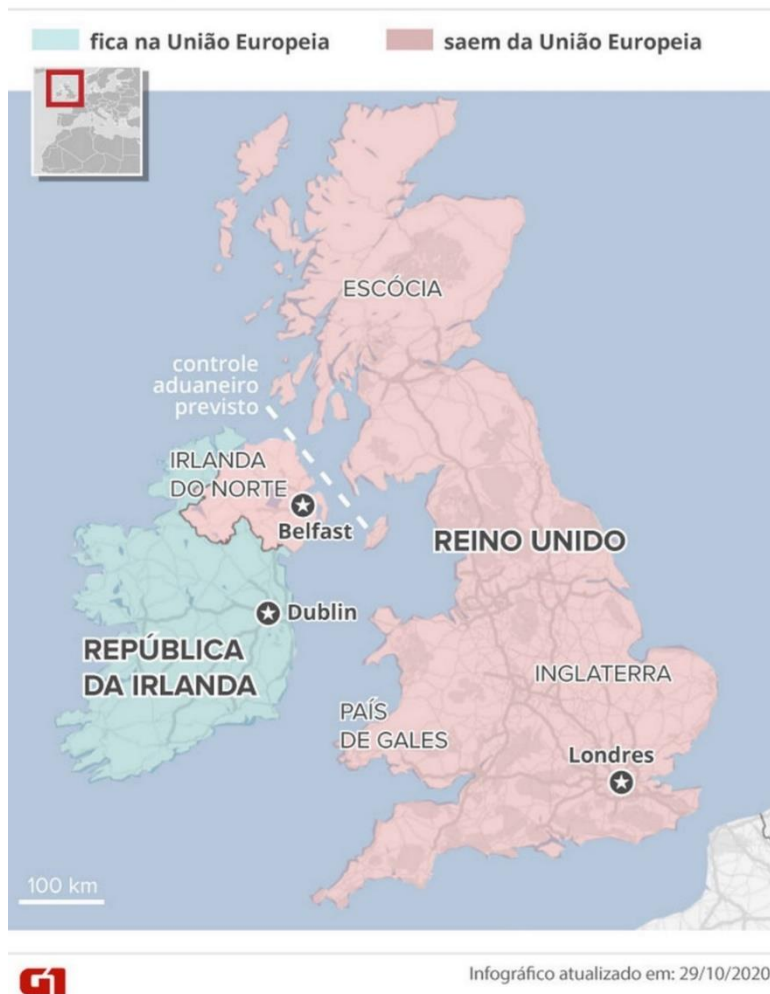 fica na União Europeia
saem da União Europeia
ESCÓCIA
controle
aduaneiro
previsto
IRLANDA
DO NORTE
Belfast
REINO UNIDO
Dublin
REPÚBLICA
DA IRLANDA
INGLATERRA
PAÍS
DE GALES
Londres
100 km
G1
Infográfico atualizado em: 29/10/2020